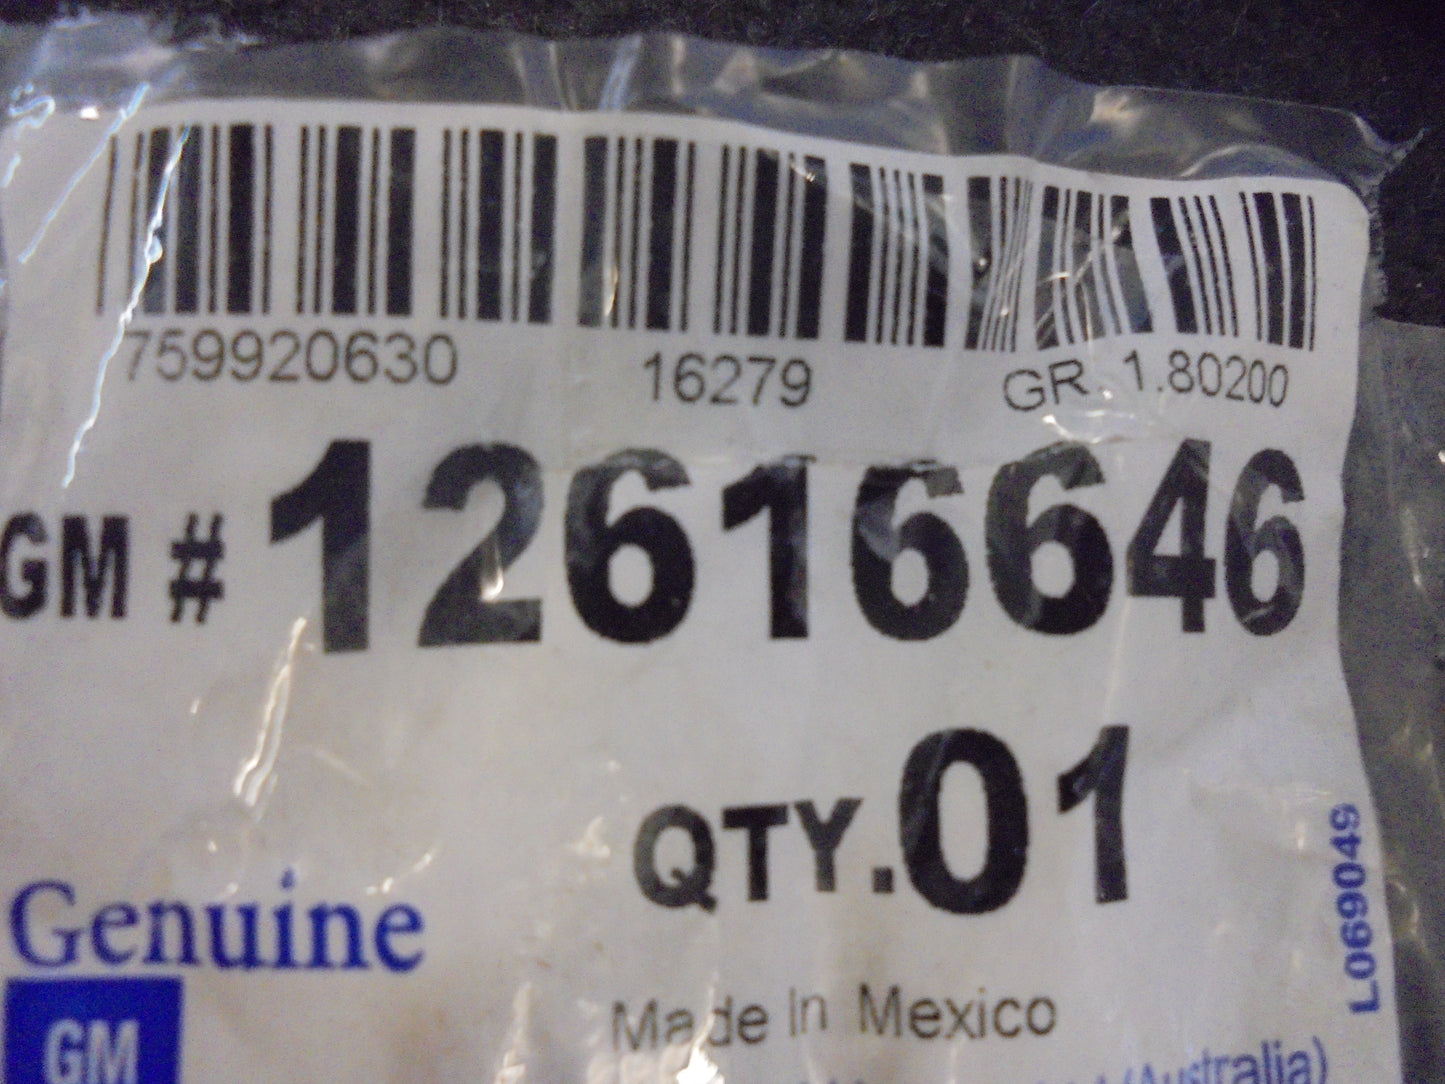 759920630 16279 GR. 1.80200
GM # 12616646
QTY. 01
L069049
Genuine
GM
Made In Mexico
(Australia)